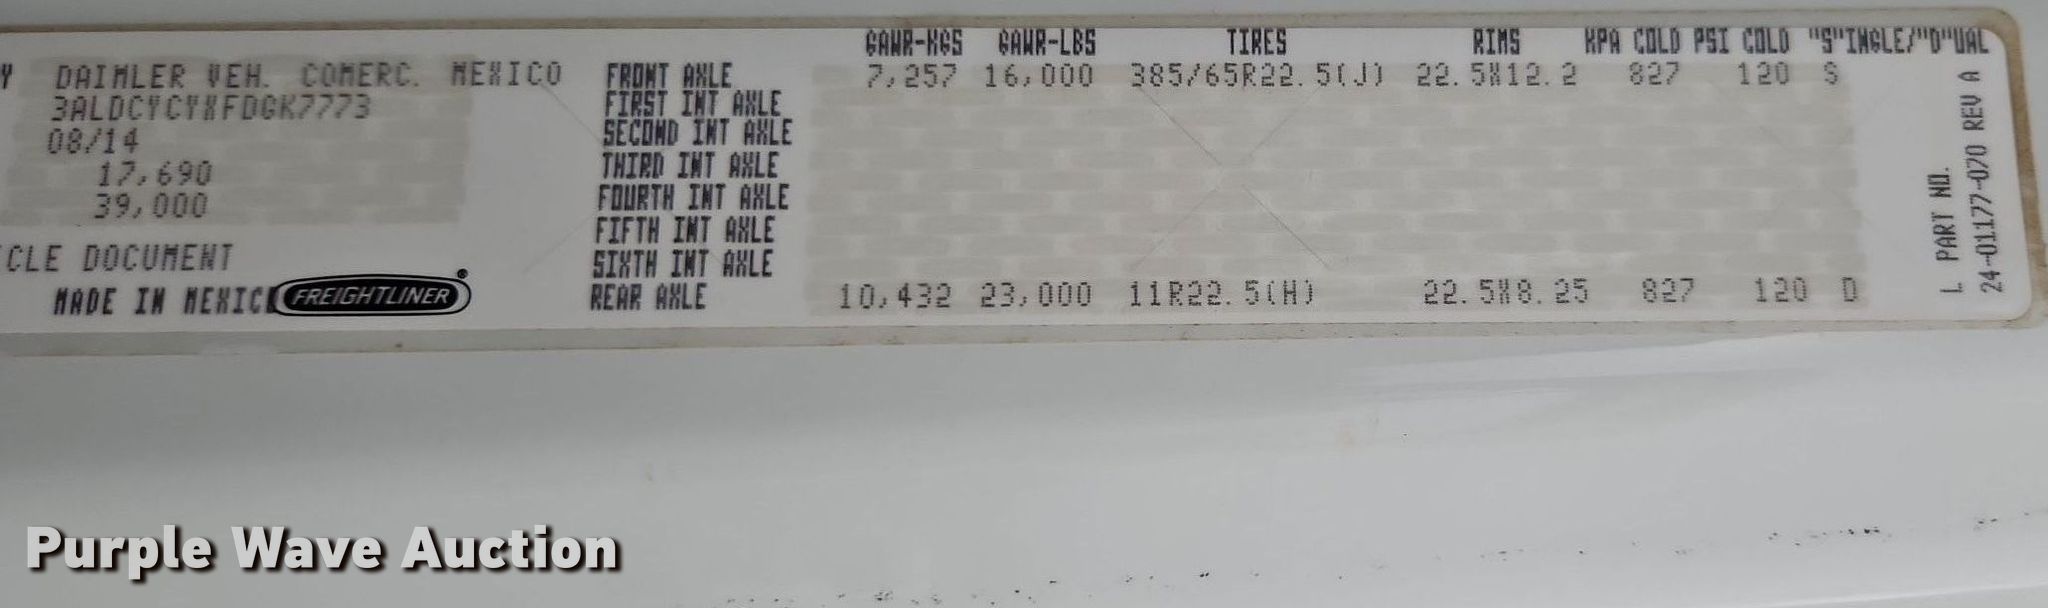 GAWR-KGS GAWR-LBS TIRES RIMS KPA COLD PSI COLD "S"INGLE/"D"UAL
Y DAIMLER VEH. COMERC. MEXICO FRONT AXLE 7,257 16,000 385/65R22.5(J) 22.5X12.2 827 120 S
3ALDCYCYXFDGK7773 FIRST INT AXLE
08/14 SECOND INT AXLE
17,690 THIRD INT AXLE
39,000 FOURTH INT AXLE
FIFTH INT AXLE
CLE DOCUMENT SIXTH INT AXLE
MADE IN MEXICO FREIGHTLINER® REAR AXLE 10,432 23,000 11R22.5(H) 22.5X8.25 827 120 D
L PART NO.
24-01177-070 REV A
Purple Wave Auction